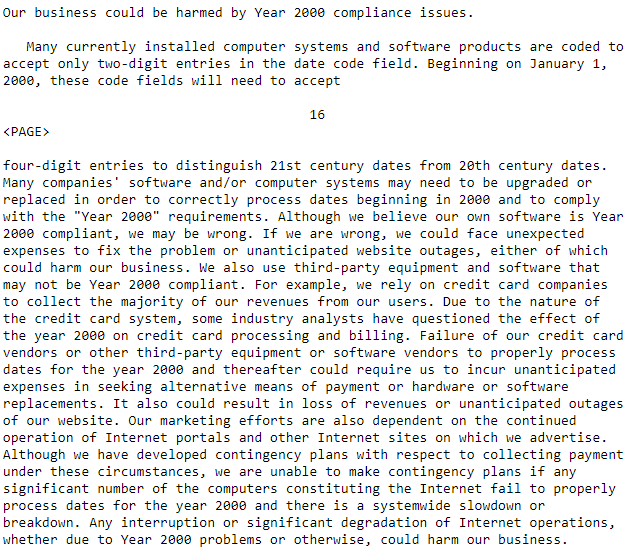 Our business could be harmed by Year 2000 compliance issues.
Many currently installed computer systems and software products are coded to
accept only two-digit entries in the date code field. Beginning on January 1,
2000, these code fields will need to accept
16
<PAGE>
four-digit entries to distinguish 21st century dates from 20th century dates.
Many companies' software and/or computer systems may need to be upgraded or
replaced in order to correctly process dates beginning in 2000 and to comply
with the "Year 2000" requirements. Although we believe our own software is Year
2000 compliant, we may be wrong. If we are wrong, we could face unexpected
expenses to fix the problem or unanticipated website outages, either of which
could harm our business. We also use third-party equipment and software that
may not be Year 2000 compliant. For example, we rely on credit card companies
to collect the majority of our revenues from our users. Due to the nature of
the credit card system, some industry analysts have questioned the effect of
the year 2000 on credit card processing and billing. Failure of our credit card
vendors or other third-party equipment or software vendors to properly process
dates for the year 2000 and thereafter could require us to incur unanticipated
expenses in seeking alternative means of payment or hardware or software
replacements. It also could result in loss of revenues or unanticipated outages
of our website. Our marketing efforts are also dependent on the continued
operation of Internet portals and other Internet sites on which we advertise.
Although we have developed contingency plans with respect to collecting payment
under these circumstances, we are unable to make contingency plans if any
significant number of the computers constituting the Internet fail to properly
process dates for the year 2000 and there is a systemwide slowdown or
breakdown. Any interruption or significant degradation of Internet operations,
whether due to Year 2000 problems or otherwise, could harm our business.